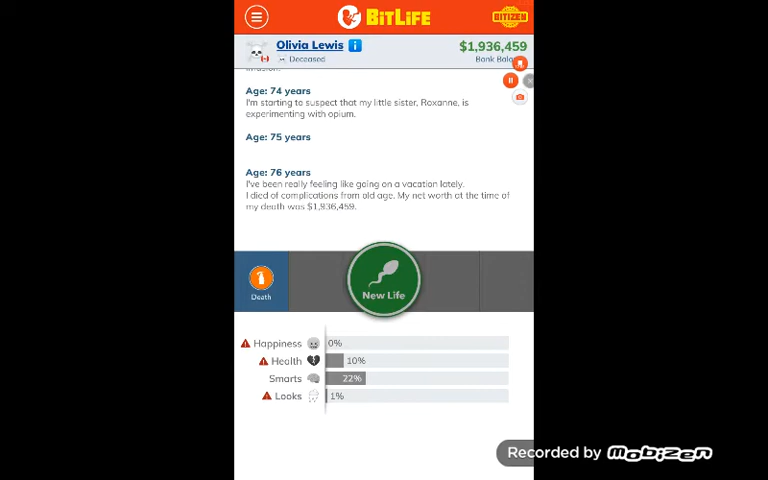 BitLife
BITIZEN
Olivia Lewis
$1,936,459
Deceased
Bank Bala
Age: 74 years
I'm starting to suspect that my little sister, Roxanne, is
experimenting with opium.
Age: 75 years
Age: 76 years
I've been really feeling like going on a vacation lately.
I died of complications from old age. My net worth at the time of
my death was $1,936,459.
Death
New Life
Happiness 0%
Health 10%
Smarts 22%
Looks 1%
Recorded by Mobizen